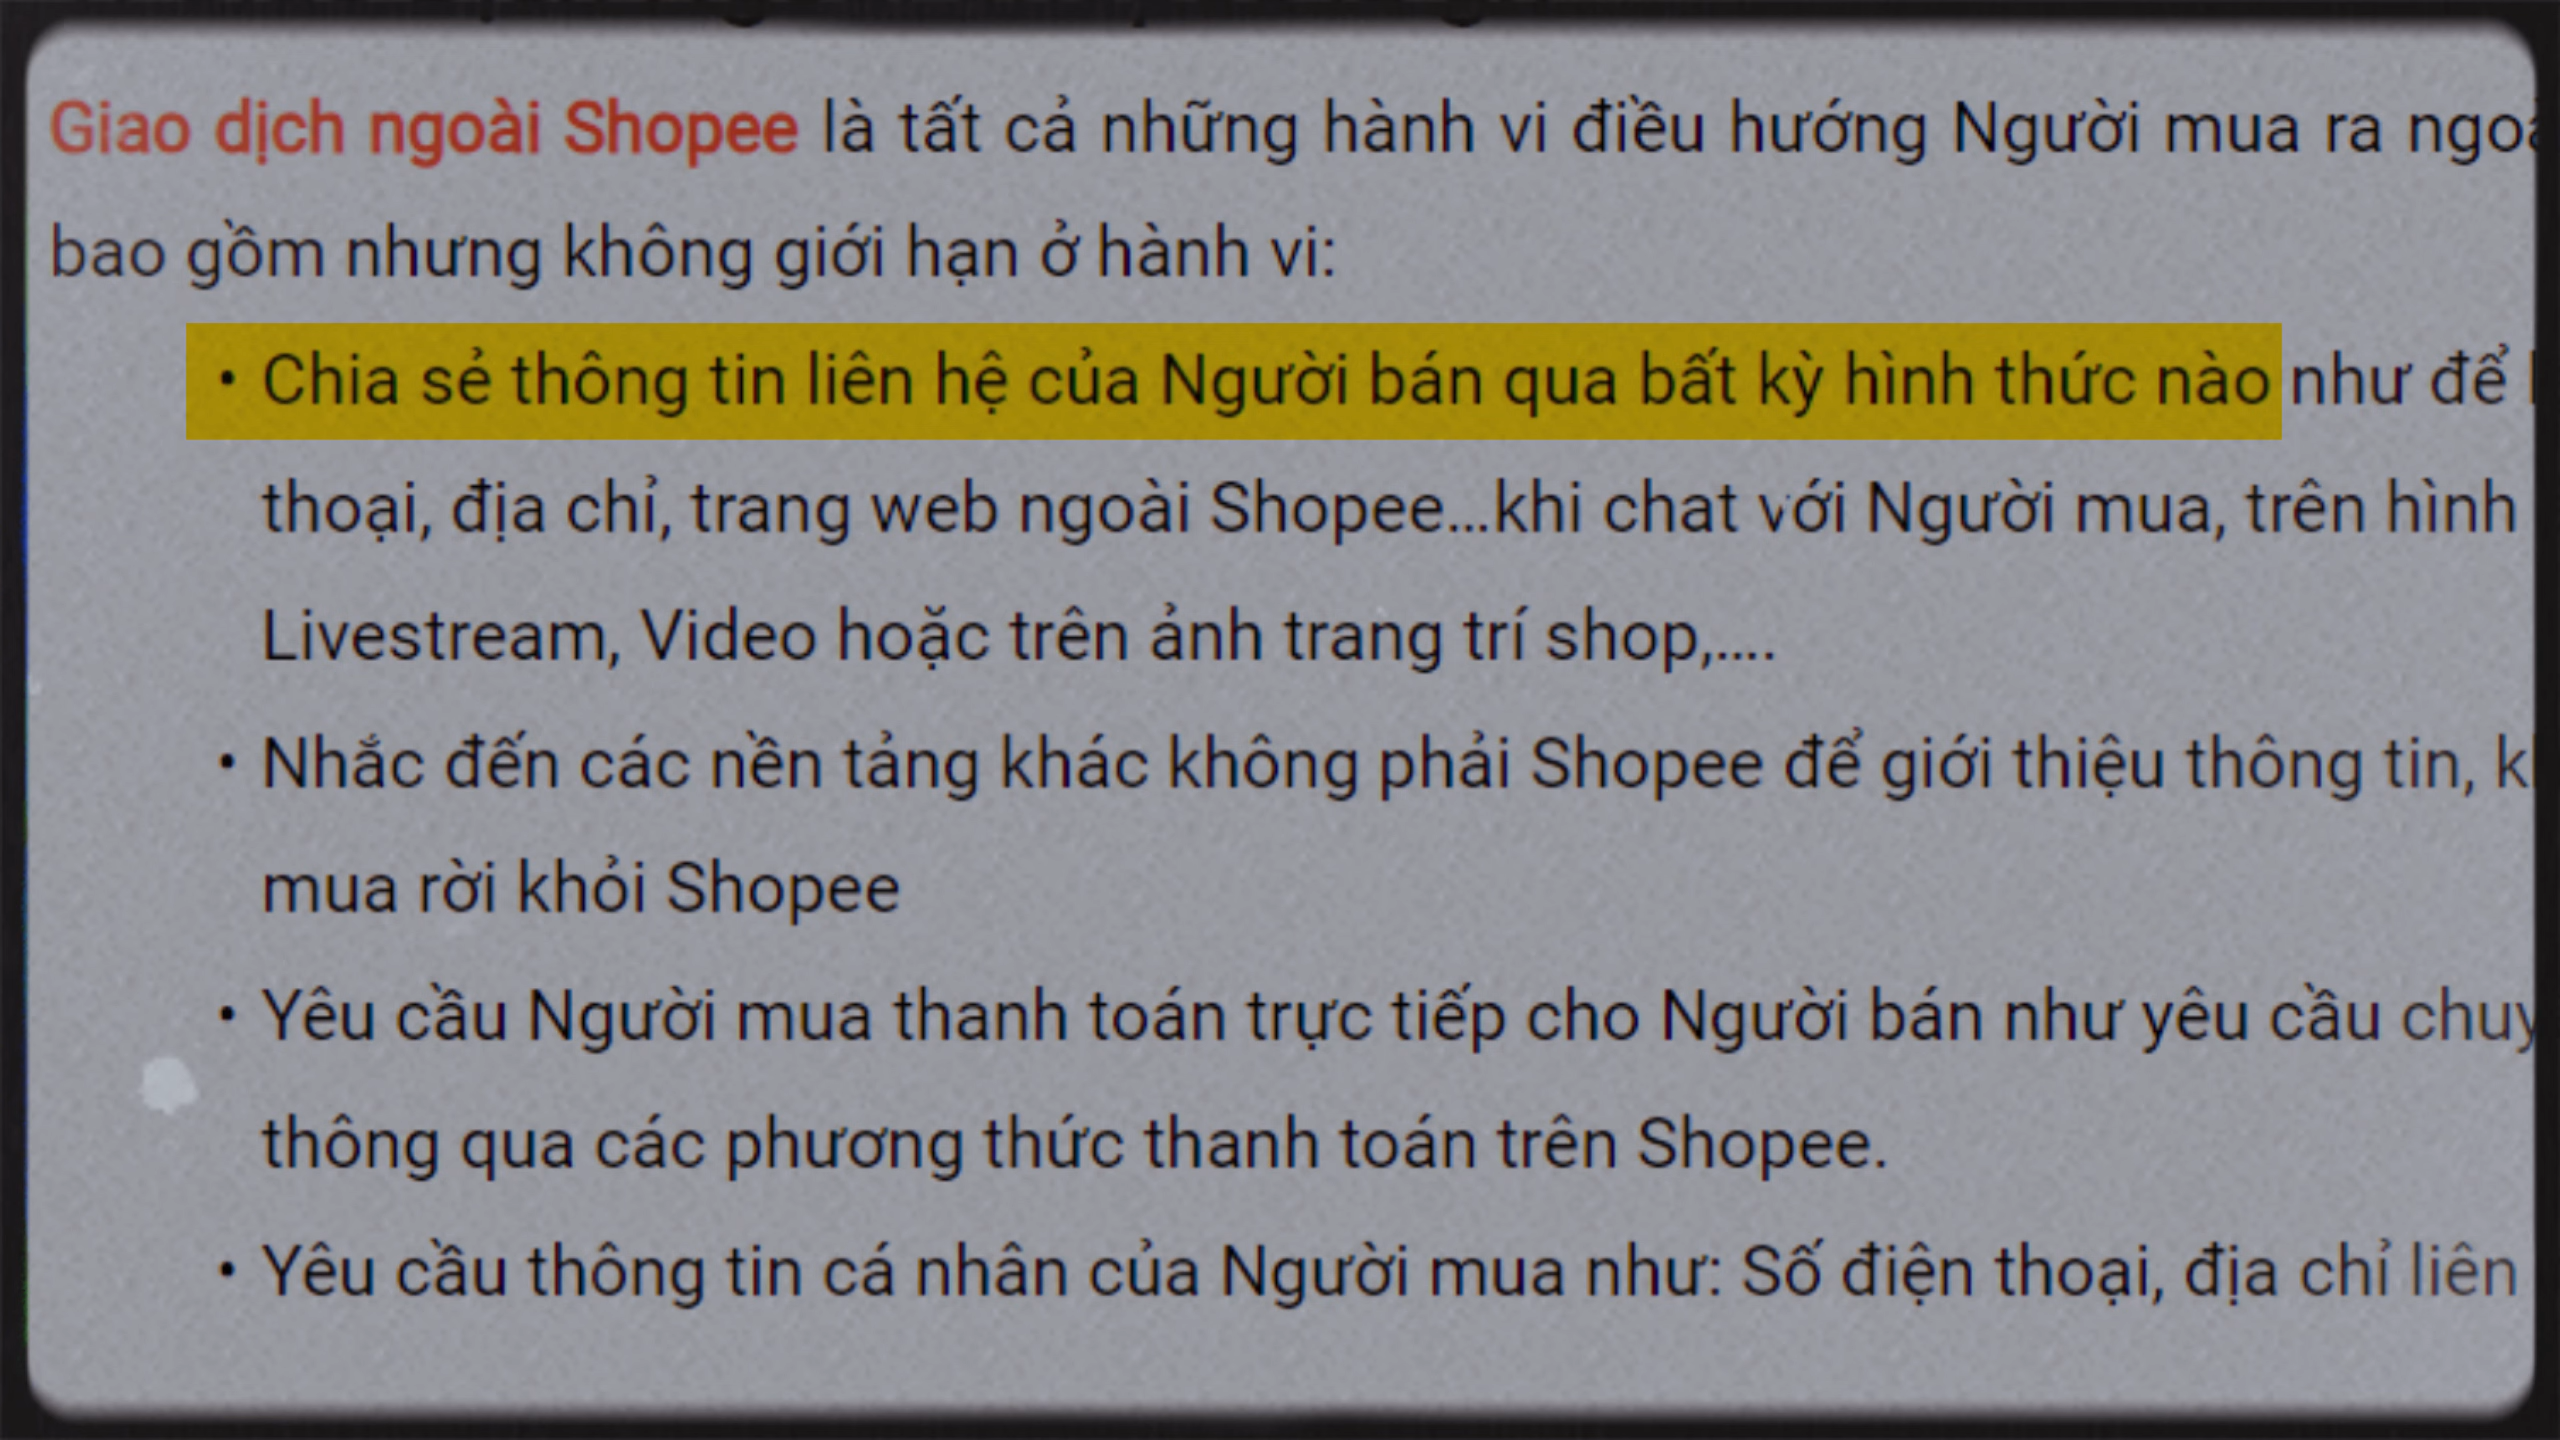 Giao dịch ngoài Shopee là tất cả những hành vi điều hướng Người mua ra
bao gồm nhưng không giới hạn ở hành vi:
• Chia sẻ thông tin liên hệ của Người bán qua bất kỳ hình thức nào như để
thoại, địa chỉ, trang web ngoài Shopee...khi chat với Người mua, trên hình
Livestream, Video hoặc trên ảnh trang trí shop,....
• Nhắc đến các nền tảng khác không phải Shopee để giới thiệu thông tin,
mua rời khỏi Shopee
• Yêu cầu Người mua thanh toán trực tiếp cho Người bán như yêu cầu
thông qua các phương thức thanh toán trên Shopee.
• Yêu cầu thông tin cá nhân của Người mua như: Số điện thoại, địa chỉ liên